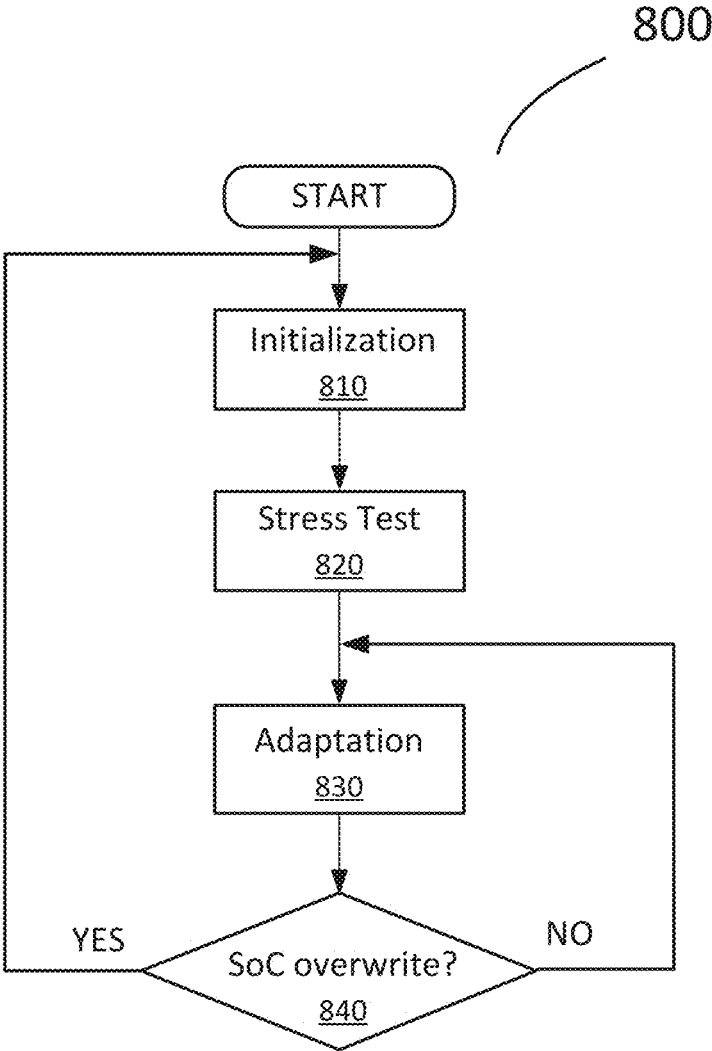 800
START
Initialization
810
Stress Test
820
Adaptation
830
YES
NO
SoC overwrite?
840